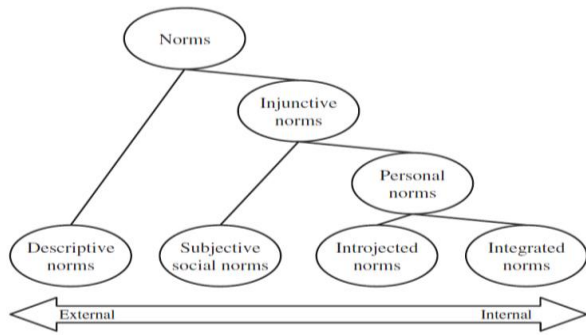 Norms
Injunctive
norms
Personal
norms
Descriptive
norms
Subjective
social norms
Introjected
norms
Integrated
norms
External
Internal